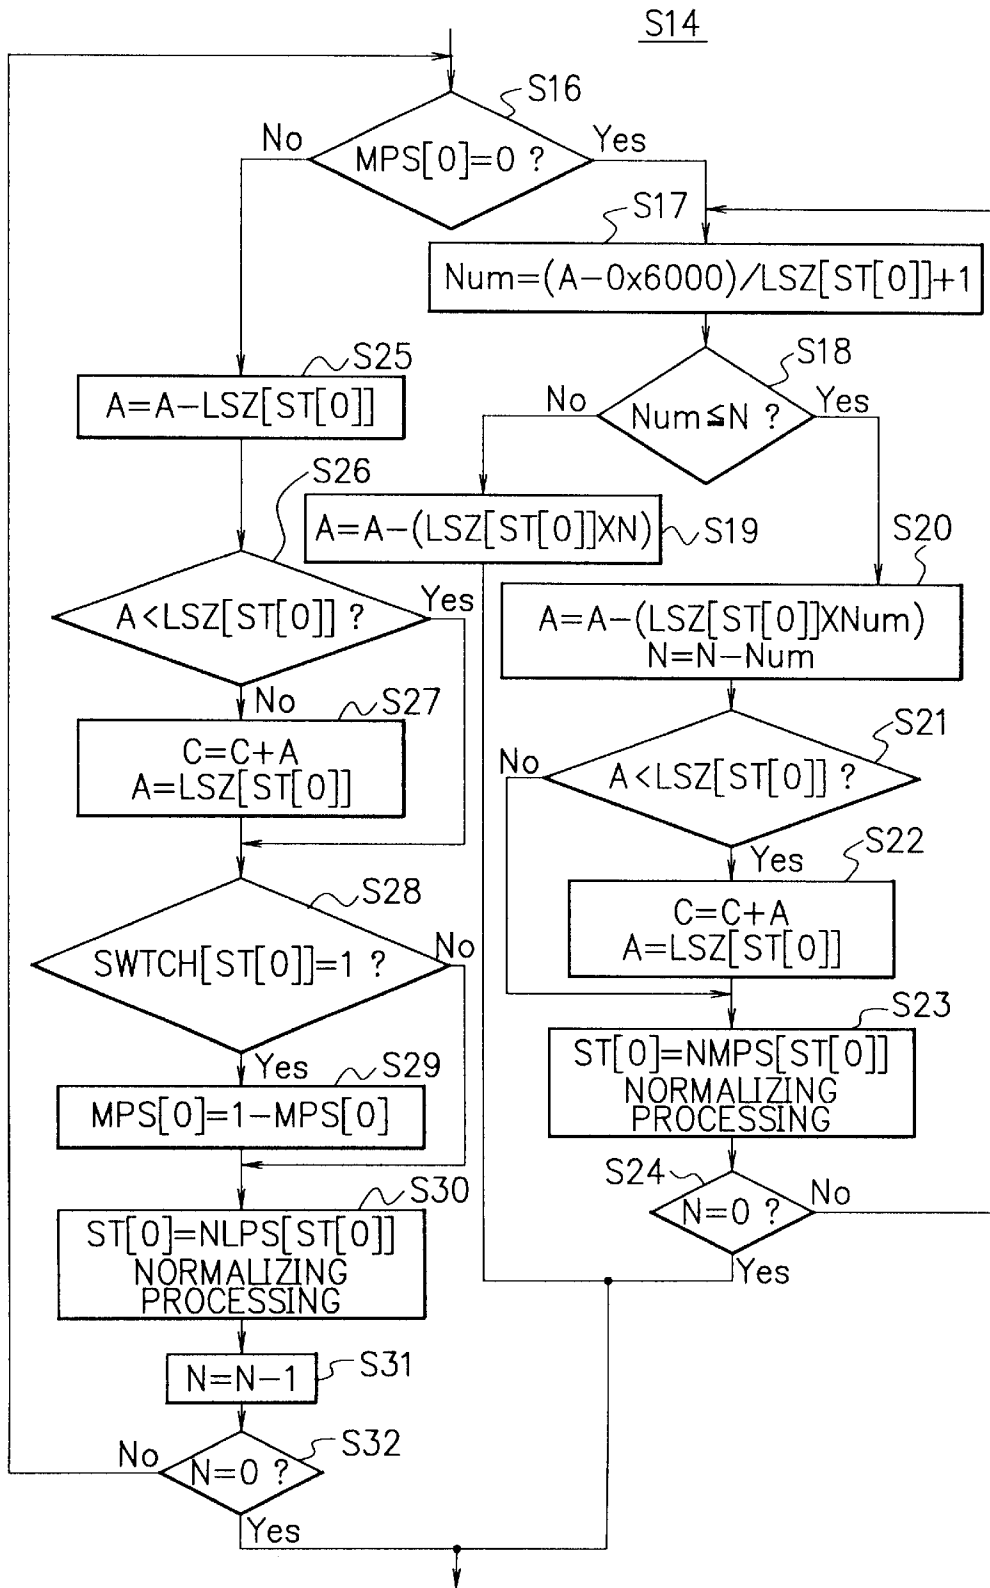 S14
S16
No
MPS[0]=0 ?
Yes
S17
Num=(A-0x6000)/LSZ[ST[0]]+1
S25
A=A-LSZ[ST[0]]
S18
No
Num≦N ?
Yes
S26
A=A-(LSZ[ST[0]]XN)
S19
S20
A<LSZ[ST[0]] ?
Yes
A=A-(LSZ[ST[0]]XNum)
N=N-Num
No
S27
C=C+A
A=LSZ[ST[0]]
S21
No
A<LSZ[ST[0]] ?
Yes
S22
C=C+A
A=LSZ[ST[0]]
S28
SWTCH[ST[0]]=1 ?
No
Yes
S23
ST[0]=NMPS[ST[0]]
NORMALIZING
PROCESSING
S29
MPS[0]=1-MPS[0]
S24
N=0 ?
No
Yes
S30
ST[0]=NLPS[ST[0]]
NORMALIZING
PROCESSING
S31
N=N-1
S32
No
N=0 ?
Yes